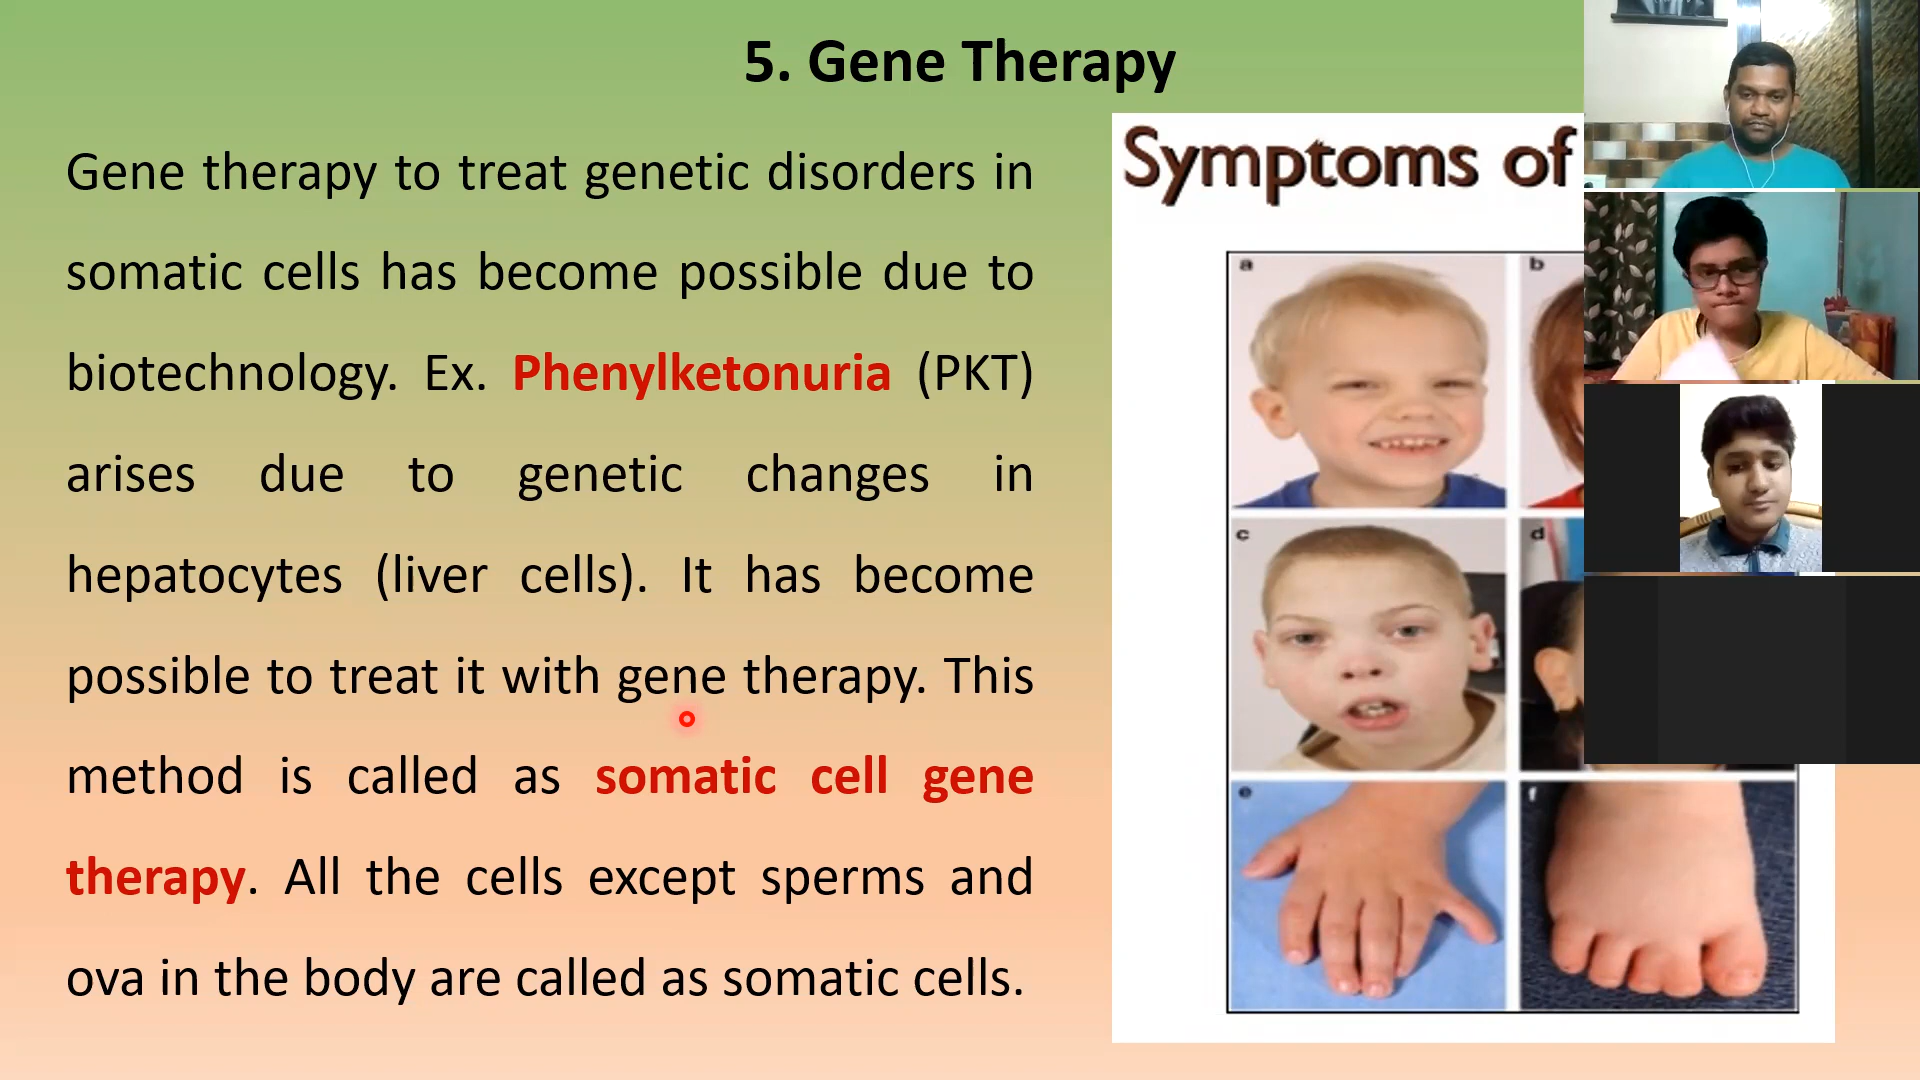 5. Gene Therapy
Gene therapy to treat genetic disorders in
somatic cells has become possible due to
biotechnology. Ex. Phenylketonuria (PKT)
arises due to genetic changes in
hepatocytes (liver cells). It has become
possible to treat it with gene therapy. This
method is called as somatic cell gene
therapy. All the cells except sperms and
ova in the body are called as somatic cells.
Symptoms of
a
b
c
d
e
f